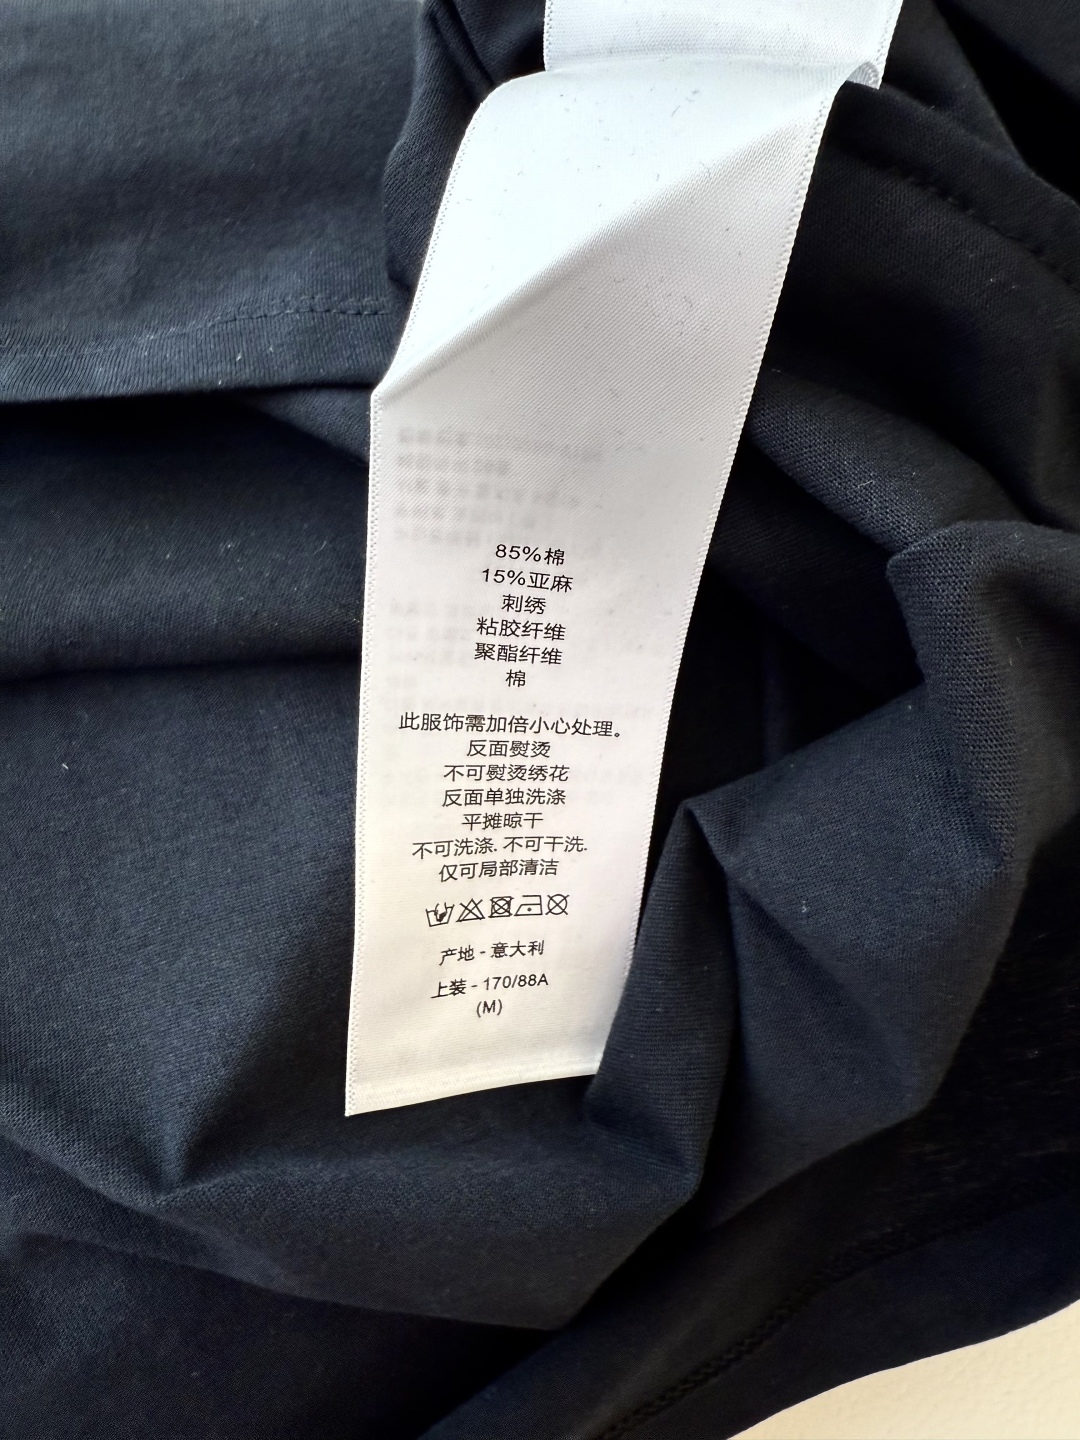 85%棉
15%亚麻
刺绣
粘胶纤维
聚酯纤维
棉
此服饰需加倍小心处理。
反面熨烫
不可熨烫绣花
反面单独洗涤
平摊晾干
不可洗涤. 不可干洗.
仅可局部清洁
产地 - 意大利
上装 - 170/88A
(M)